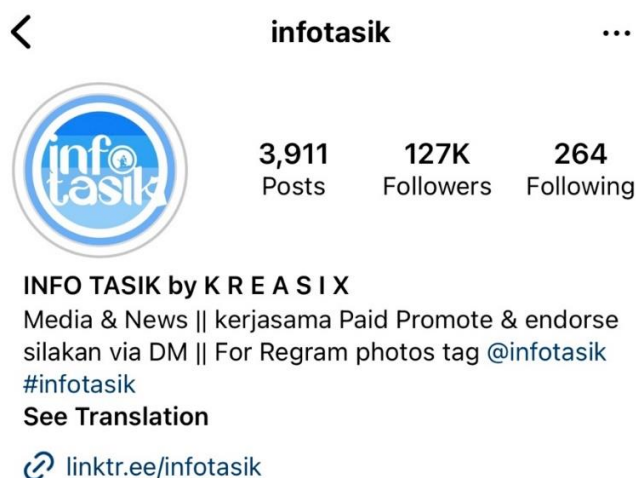 infotasik
info
tasik
3,911 127K 264
Posts Followers Following
INFO TASIK by K R E A S I X
Media & News || kerjasama Paid Promote & endorse
silakan via DM || For Regram photos tag @infotasik
#infotasik
See Translation
linktr.ee/infotasik